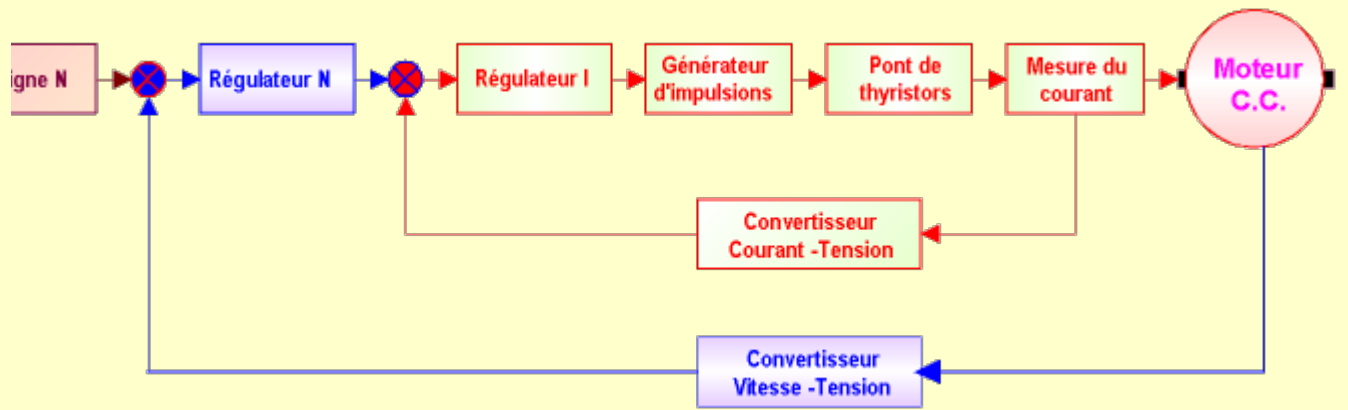 igne N
Régulateur N
Régulateur I
Générateur
d'impulsions
Pont de
thyristors
Mesure du
courant
Moteur
C.C.
Convertisseur
Courant -Tension
Convertisseur
Vitesse -Tension